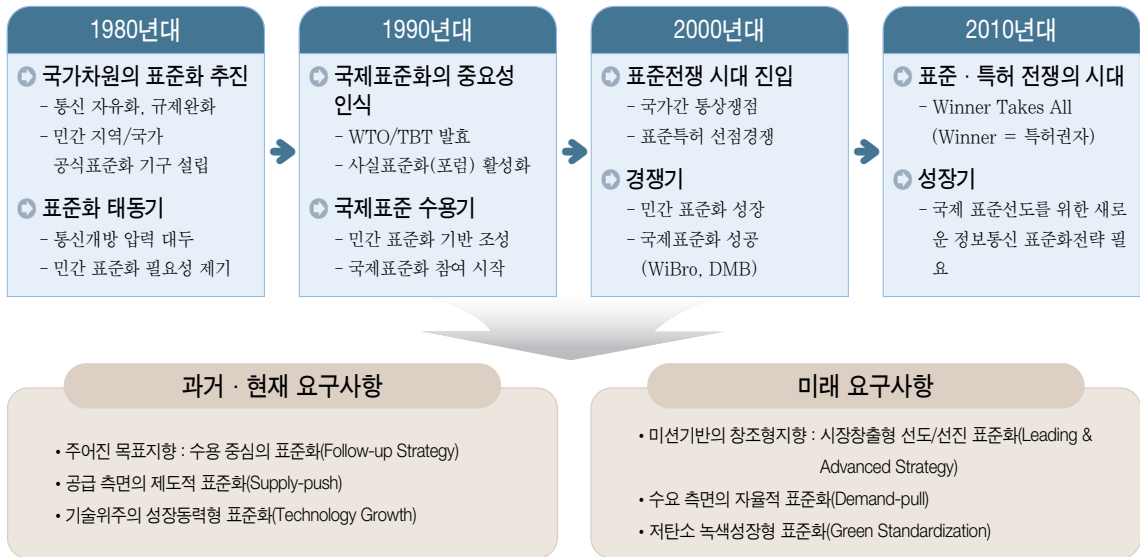 1980년대
국가차원의 표준화 추진
- 통신 자유화, 규제완화
- 민간 지역/국가
공식표준화 기구 설립
표준화 태동기
- 통신개방 압력 대두
- 민간 표준화 필요성 제기
1990년대
국제표준화의 중요성
인식
- WTO/TBT 발효
- 사실표준화(포럼) 활성화
국제표준 수용기
- 민간 표준화 기반 조성
- 국제표준화 참여 시작
2000년대
표준전쟁 시대 진입
- 국가간 통상쟁점
- 표준특허 선점경쟁
경쟁기
- 민간 표준화 성장
- 국제표준화 성공
(WiBro, DMB)
2010년대
표준 · 특허 전쟁의 시대
- Winner Takes All
(Winner = 특허권자)
성장기
- 국제 표준선도를 위한 새로
운 정보통신 표준화전략 필
요
과거 · 현재 요구사항
• 주어진 목표지향 : 수용 중심의 표준화(Follow-up Strategy)
• 공급 측면의 제도적 표준화(Supply-push)
• 기술위주의 성장동력형 표준화(Technology Growth)
미래 요구사항
• 미션기반의 창조형지향 : 시장창출형 선도/선진 표준화(Leading &
Advanced Strategy)
• 수요 측면의 자율적 표준화(Demand-pull)
• 저탄소 녹색성장형 표준화(Green Standardization)